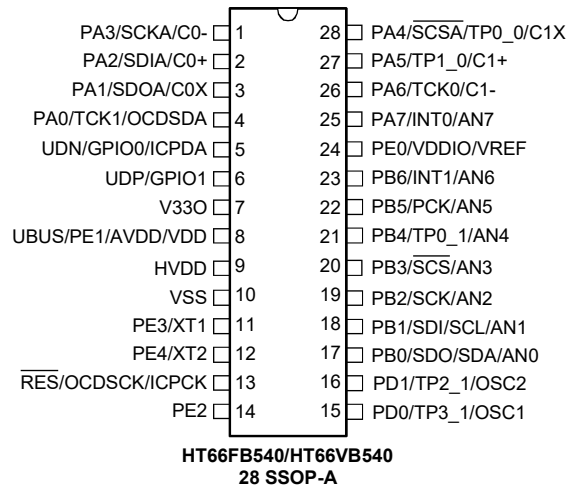 PA3/SCKA/C0- 1 28 PA4/SCSA/TP0_0/C1X
PA2/SDIA/C0+ 2 27 PA5/TP1_0/C1+
PA1/SDOA/C0X 3 26 PA6/TCK0/C1-
PA0/TCK1/OCDSDA 4 25 PA7/INT0/AN7
UDN/GPIO0/ICPDA 5 24 PE0/VDDIO/VREF
UDP/GPIO1 6 23 PB6/INT1/AN6
V33O 7 22 PB5/PCK/AN5
UBUS/PE1/AVDD/VDD 8 21 PB4/TP0_1/AN4
HVDD 9 20 PB3/SCS/AN3
VSS 10 19 PB2/SCK/AN2
PE3/XT1 11 18 PB1/SDI/SCL/AN1
PE4/XT2 12 17 PB0/SDO/SDA/AN0
RES/OCDSCK/ICPCK 13 16 PD1/TP2_1/OSC2
PE2 14 15 PD0/TP3_1/OSC1
HT66FB540/HT66VB540
28 SSOP-A